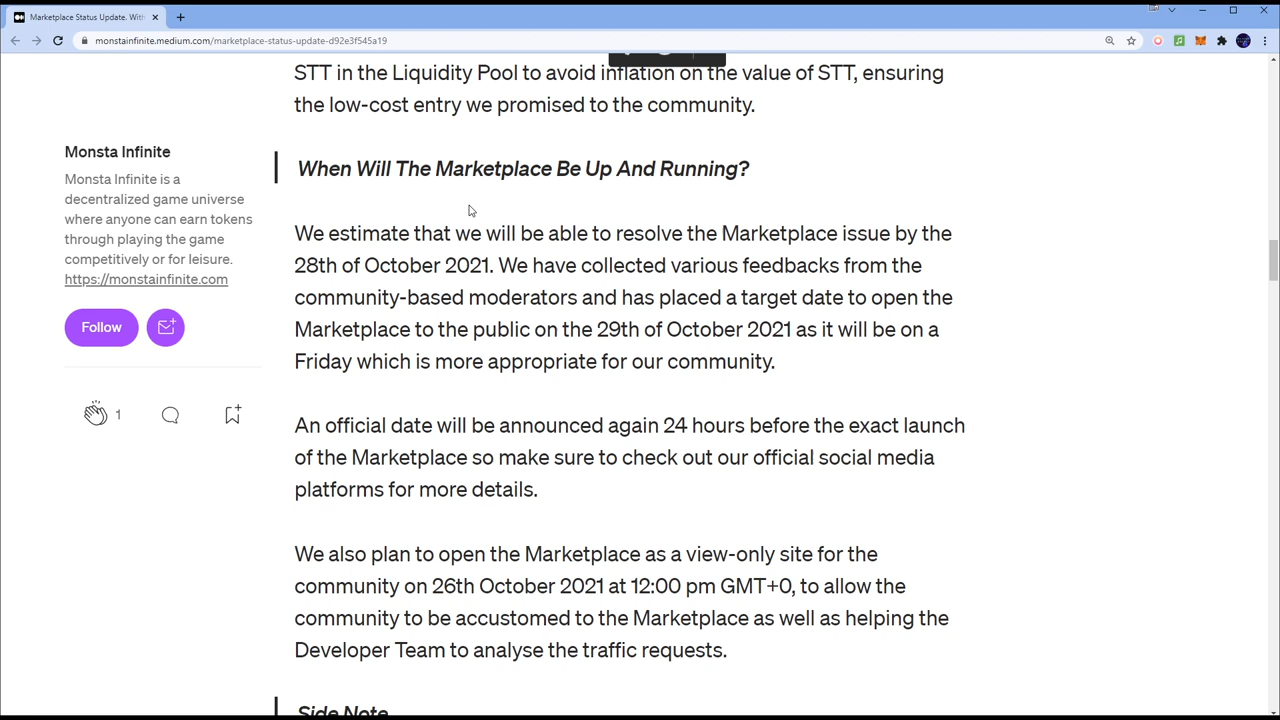 Marketplace Status Update. With
monstainfinite.medium.com/marketplace-status-update-d92e3f545a19
STT in the Liquidity Pool to avoid inflation on the value of STT, ensuring
the low-cost entry we promised to the community.
Monsta Infinite
Monsta Infinite is a
decentralized game universe
where anyone can earn tokens
through playing the game
competitively or for leisure.
https://monstainfinite.com
Follow
1
When Will The Marketplace Be Up And Running?
We estimate that we will be able to resolve the Marketplace issue by the
28th of October 2021. We have collected various feedbacks from the
community-based moderators and has placed a target date to open the
Marketplace to the public on the 29th of October 2021 as it will be on a
Friday which is more appropriate for our community.
An official date will be announced again 24 hours before the exact launch
of the Marketplace so make sure to check out our official social media
platforms for more details.
We also plan to open the Marketplace as a view-only site for the
community on 26th October 2021 at 12:00 pm GMT+0, to allow the
community to be accustomed to the Marketplace as well as helping the
Developer Team to analyse the traffic requests.
Side Note